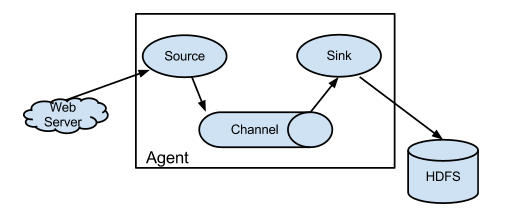 Source
Sink
Web
Server
Channel
Agent
HDFS